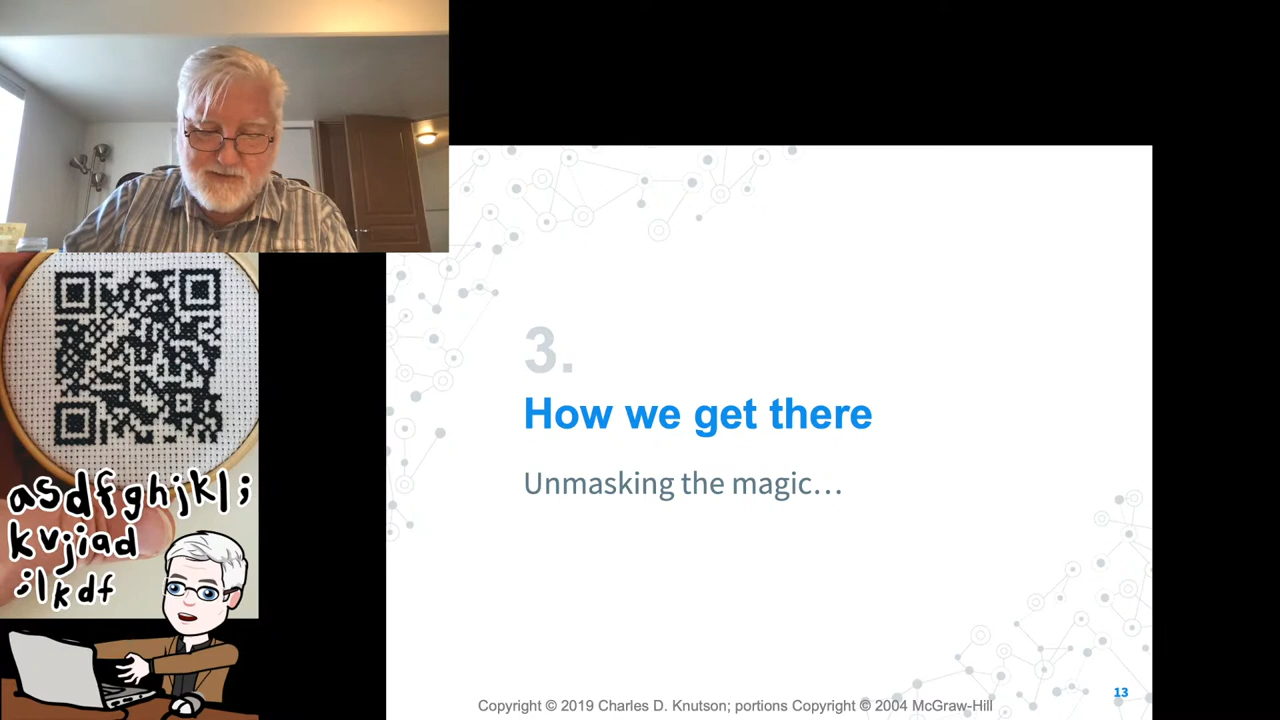 asdfghjkl;
kvjiad
;lkdf
3.
How we get there
Unmasking the magic…
13
Copyright © 2019 Charles D. Knutson; portions Copyright © 2004 McGraw-Hill